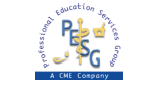 Professional Education Services Group
PESG
A CME Company